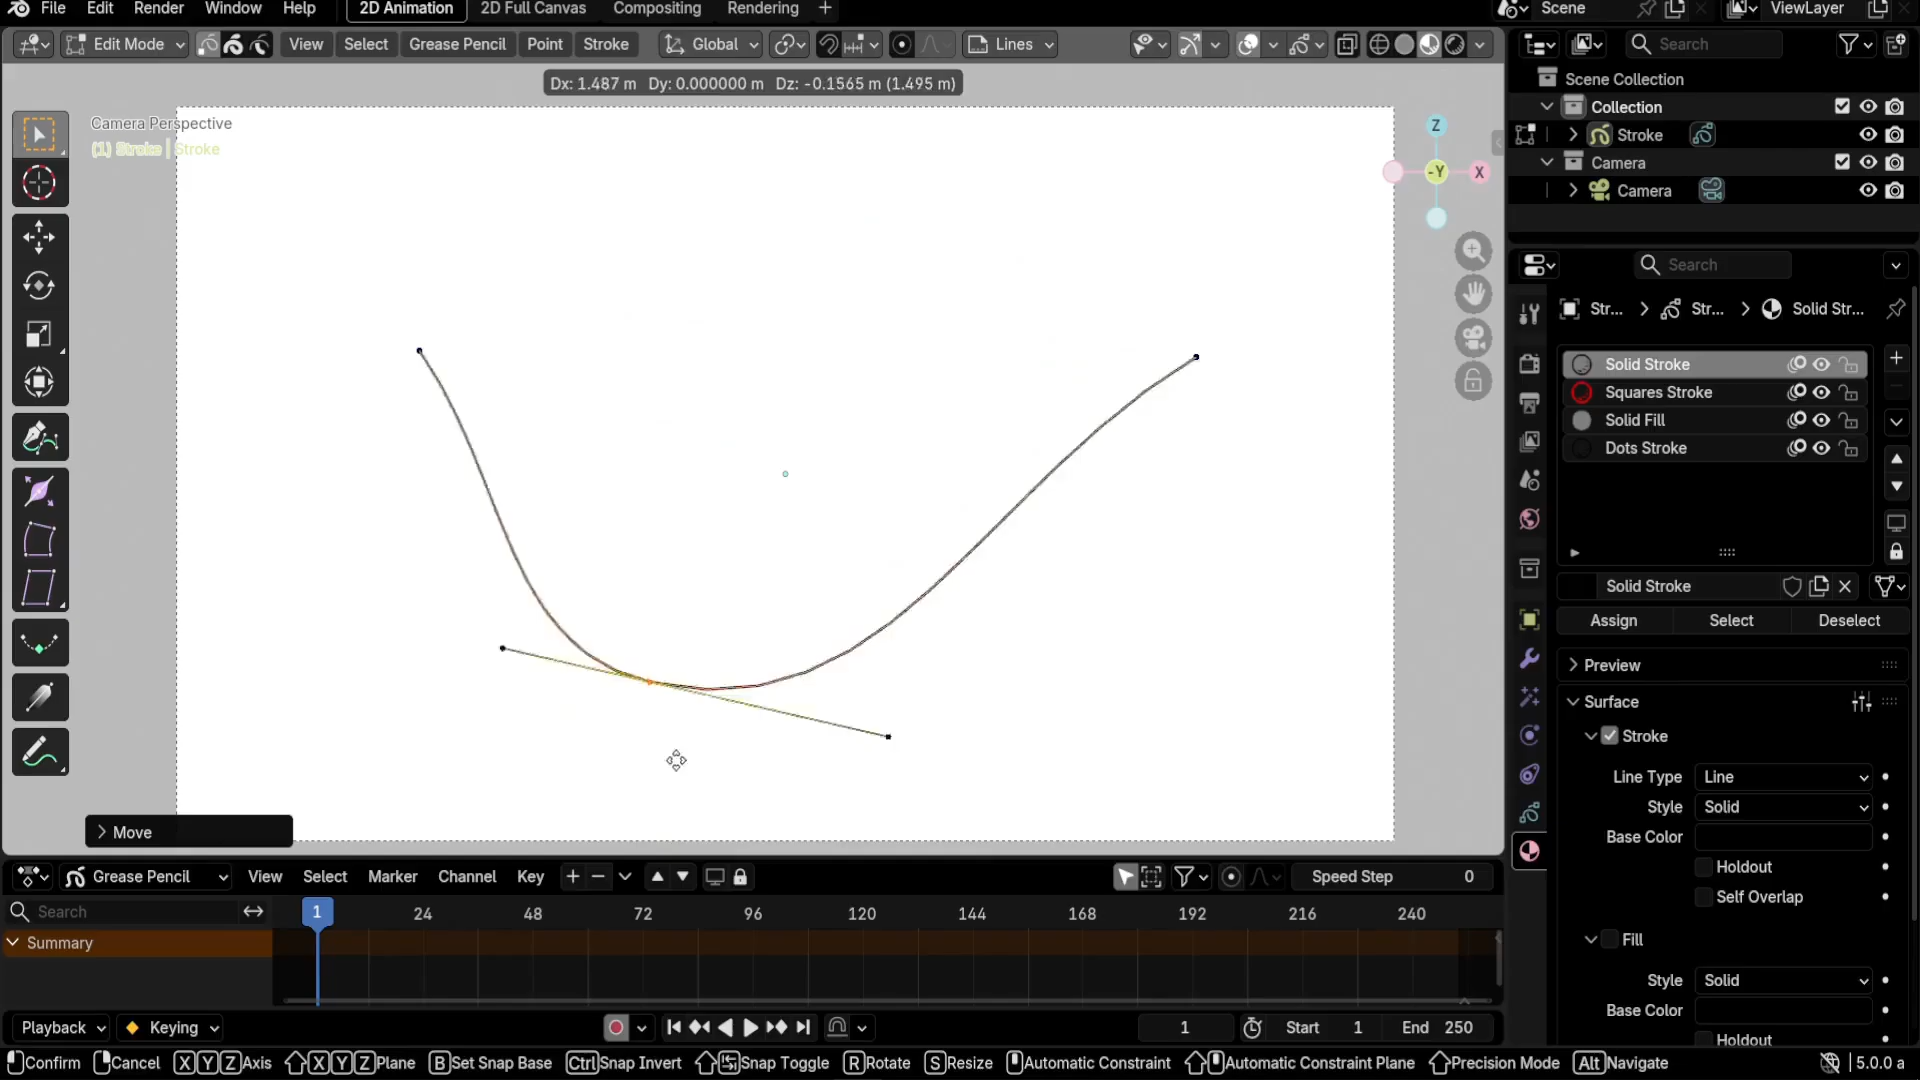 File Edit Render Window Help 2D Animation 2D Full Canvas Compositing Rendering + Scene ViewLayer
Edit Mode View Select Grease Pencil Point Stroke Global Lines Search
Dx: 1.487 m Dy: 0.000000 m Dz: -0.1565 m (1.495 m)
Camera Perspective
(1) Stroke | Stroke
Z
-Y
X
Scene Collection
Collection
Stroke
Camera
Camera
Search
Str... Str... Solid Str...
Solid Stroke
Squares Stroke
Solid Fill
Dots Stroke
Solid Stroke
Assign Select Deselect
Preview
Surface
Stroke
Line Type Line
Style Solid
Base Color
Holdout
Self Overlap
Fill
Style Solid
Base Color
Holdout
Move
Grease Pencil View Select Marker Channel Key Speed Step 0
Search 1 24 48 72 96 120 144 168 192 216 240
Summary
Playback Keying 1 Start 1 End 250
Confirm Cancel X Y Z Axis X Y Z Plane B Set Snap Base Ctrl Snap Invert Snap Toggle R Rotate S Resize Automatic Constraint Automatic Constraint Plane Precision Mode Alt Navigate 5.0.0 a